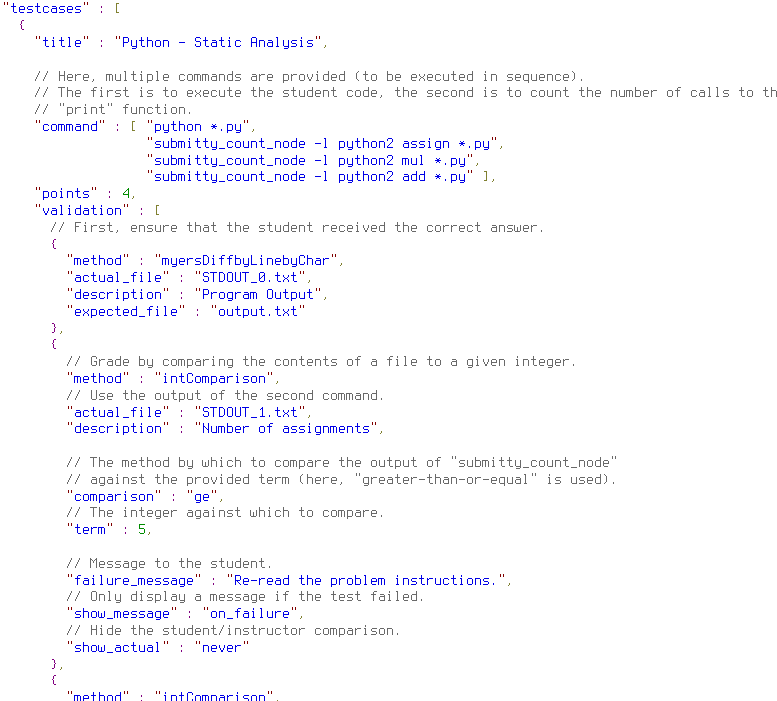 "testcases" : [
{
"title" : "Python - Static Analysis",
// Here, multiple commands are provided (to be executed in sequence).
// The first is to execute the student code, the second is to count the number of calls to th
// "print" function.
"command" : [ "python *.py",
"submitty_count_node -l python2 assign *.py",
"submitty_count_node -l python2 mul *.py",
"submitty_count_node -l python2 add *.py" ],
"points" : 4,
"validation" : [
// First, ensure that the student received the correct answer.
{
"method" : "myersDiffbyLinebyChar",
"actual_file" : "STDOUT_0.txt",
"description" : "Program Output",
"expected_file" : "output.txt"
},
{
// Grade by comparing the contents of a file to a given integer.
"method" : "intComparison",
// Use the output of the second command.
"actual_file" : "STDOUT_1.txt",
"description" : "Number of assignments",
// The method by which to compare the output of "submitty_count_node"
// against the provided term (here, "greater-than-or-equal" is used).
"comparison" : "ge",
// The integer against which to compare.
"term" : 5,
// Message to the student.
"failure_message" : "Re-read the problem instructions.",
// Only display a message if the test failed.
"show_message" : "on_failure",
// Hide the student/instructor comparison.
"show_actual" : "never"
},
{
"method" : "intComparison",